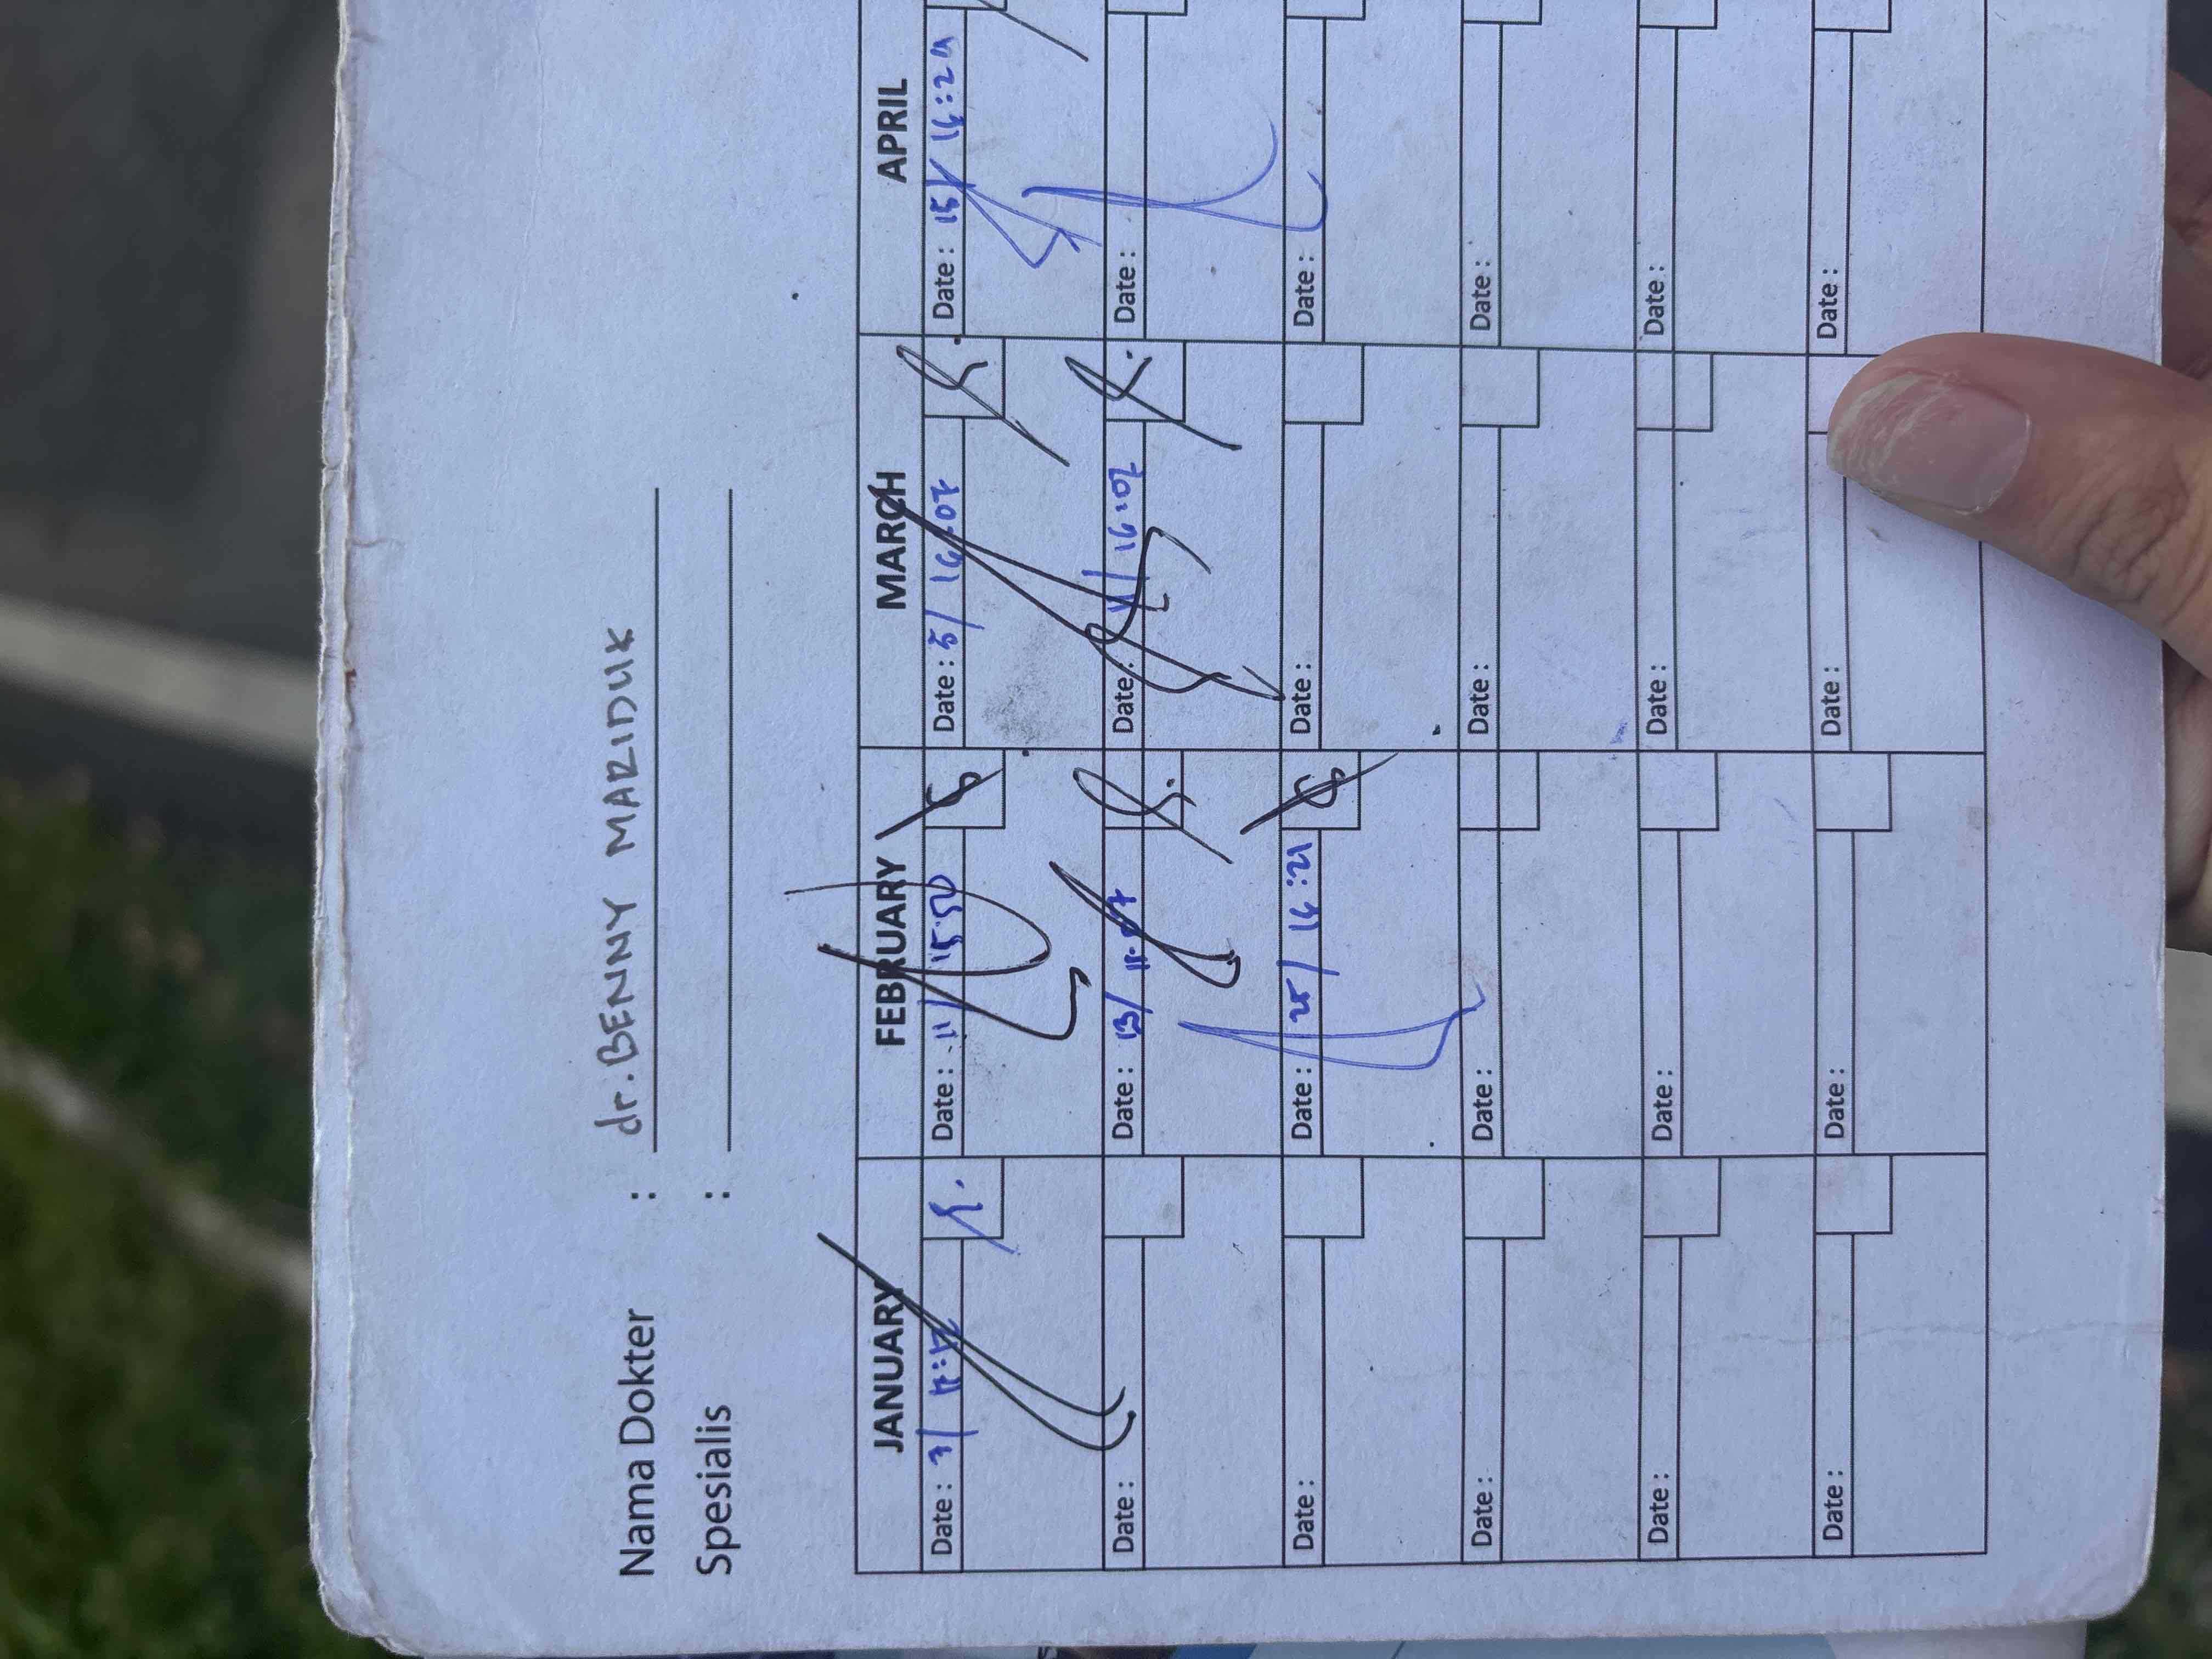 Nama Dokter : dr. BENNY MARIDUK
Spesialis :
JANUARY FEBRUARY MARCH APRIL
Date : 3/ Date : 11/ 15.50 Date : 5/ 16.07 Date : 15/ 16:24
Date : Date : 13/ Date : 11/ 16.07 Date :
Date : Date : 25/ 16:21 Date : Date :
Date : Date : Date : Date :
Date : Date : Date : Date :
Date : Date : Date : Date :